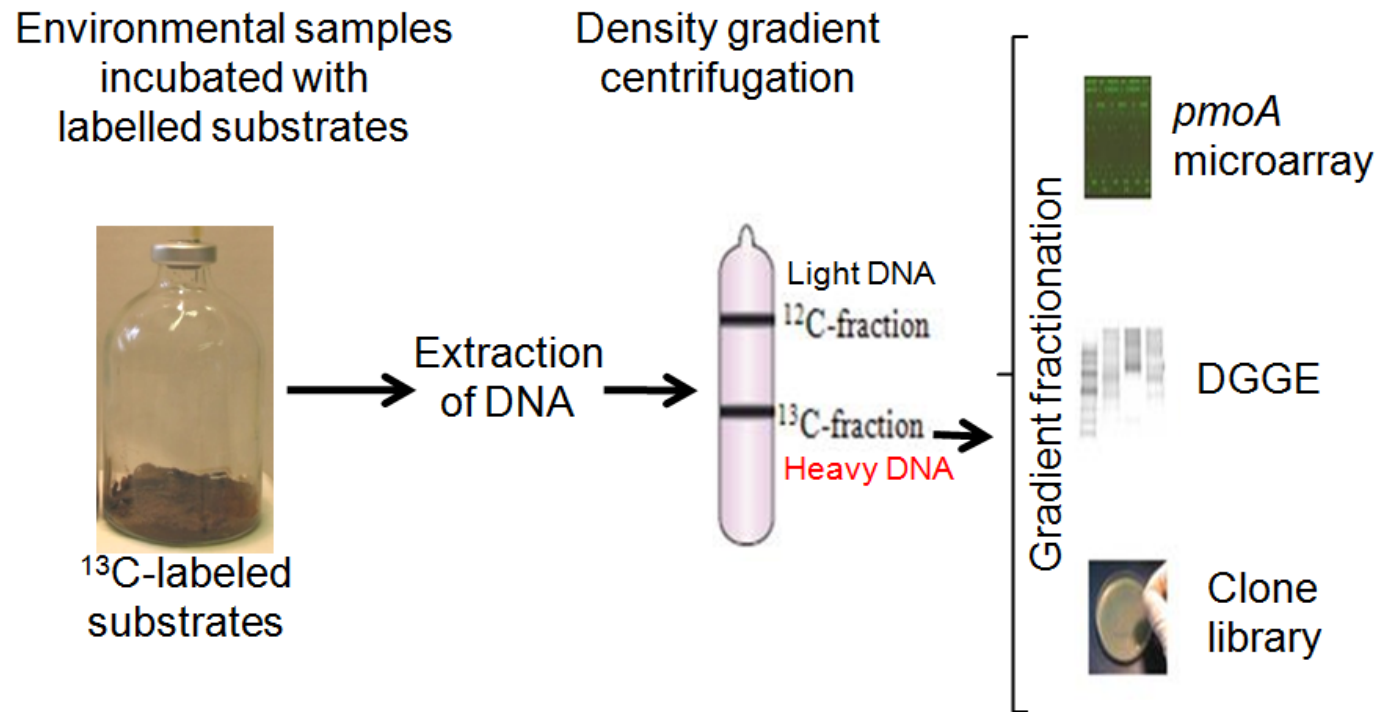 Environmental samples
incubated with
labelled substrates
Density gradient
centrifugation
¹³C-labeled
substrates
Extraction
of DNA
Light DNA
¹²C-fraction
¹³C-fraction
Heavy DNA
Gradient fractionation
pmoA
microarray
DGGE
Clone
library